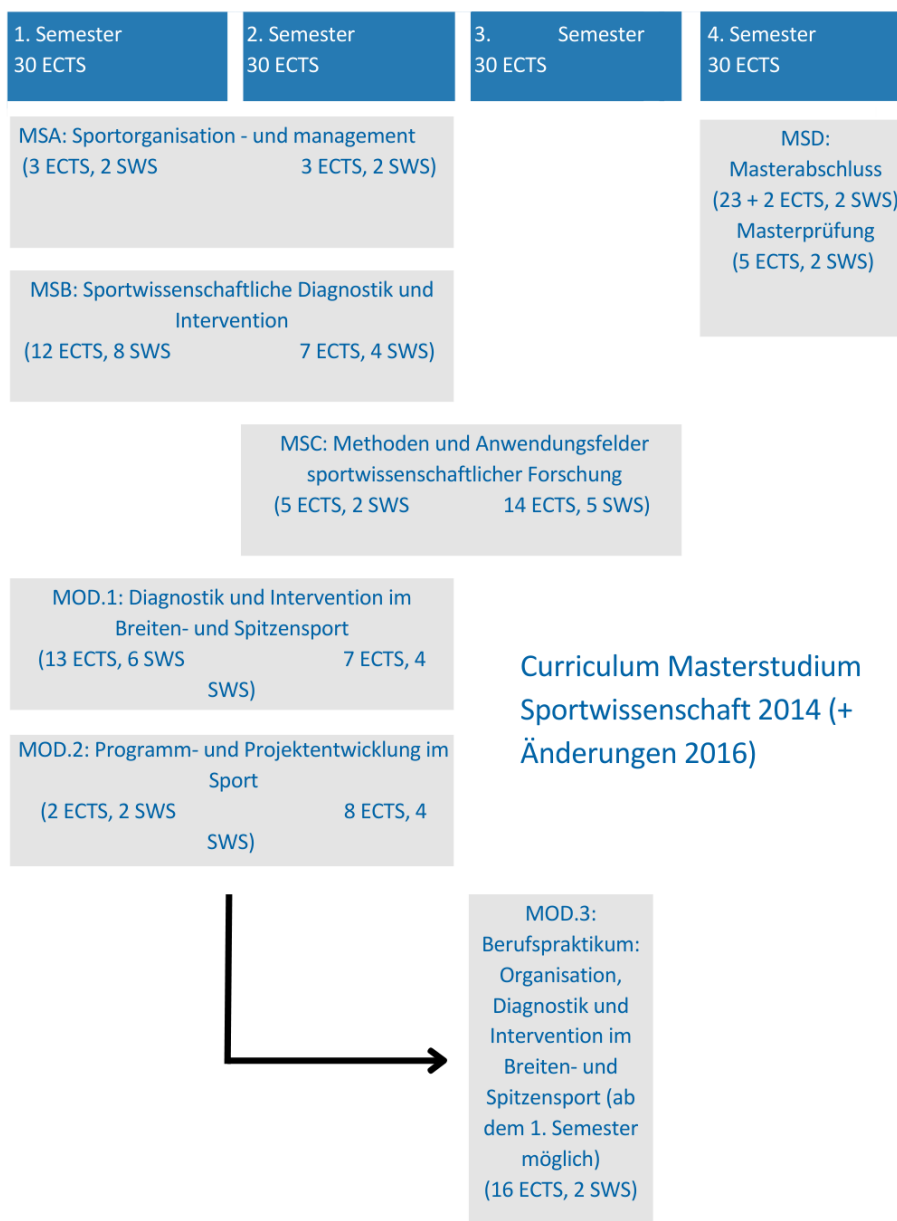 1. Semester
30 ECTS
2. Semester
30 ECTS
3. Semester
30 ECTS
4. Semester
30 ECTS
MSA: Sportorganisation - und management
(3 ECTS, 2 SWS 3 ECTS, 2 SWS)
MSD:
Masterabschluss
(23 + 2 ECTS, 2 SWS)
Masterprüfung
(5 ECTS, 2 SWS)
MSB: Sportwissenschaftliche Diagnostik und
Intervention
(12 ECTS, 8 SWS 7 ECTS, 4 SWS)
MSC: Methoden und Anwendungsfelder
sportwissenschaftlicher Forschung
(5 ECTS, 2 SWS 14 ECTS, 5 SWS)
MOD.1: Diagnostik und Intervention im
Breiten- und Spitzensport
(13 ECTS, 6 SWS 7 ECTS, 4
SWS)
Curriculum Masterstudium
Sportwissenschaft 2014 (+
Änderungen 2016)
MOD.2: Programm- und Projektentwicklung im
Sport
(2 ECTS, 2 SWS 8 ECTS, 4
SWS)
MOD.3:
Berufspraktikum:
Organisation,
Diagnostik und
Intervention im
Breiten- und
Spitzensport (ab
dem 1. Semester
möglich)
(16 ECTS, 2 SWS)